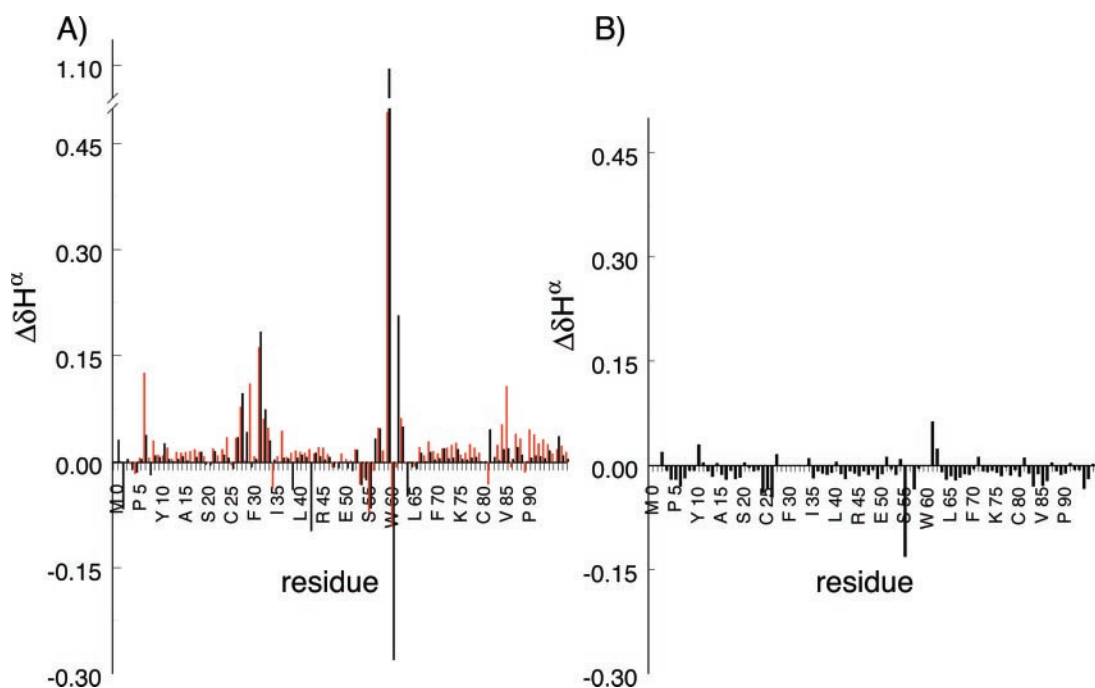 A)
1.10
0.45
0.30
0.15
0.00
-0.15
-0.30
ΔδHα
M 0
P 5
Y 10
A 15
S 20
C 25
F 30
I 35
L 40
R 45
E 50
S 55
W 60
L 65
F 70
K 75
C 80
V 85
P 90
residue
B)
0.45
0.30
0.15
0.00
-0.15
-0.30
ΔδHα
M 0
P 5
Y 10
A 15
S 20
C 25
F 30
I 35
L 40
R 45
E 50
S 55
W 60
L 65
F 70
K 75
C 80
V 85
P 90
residue